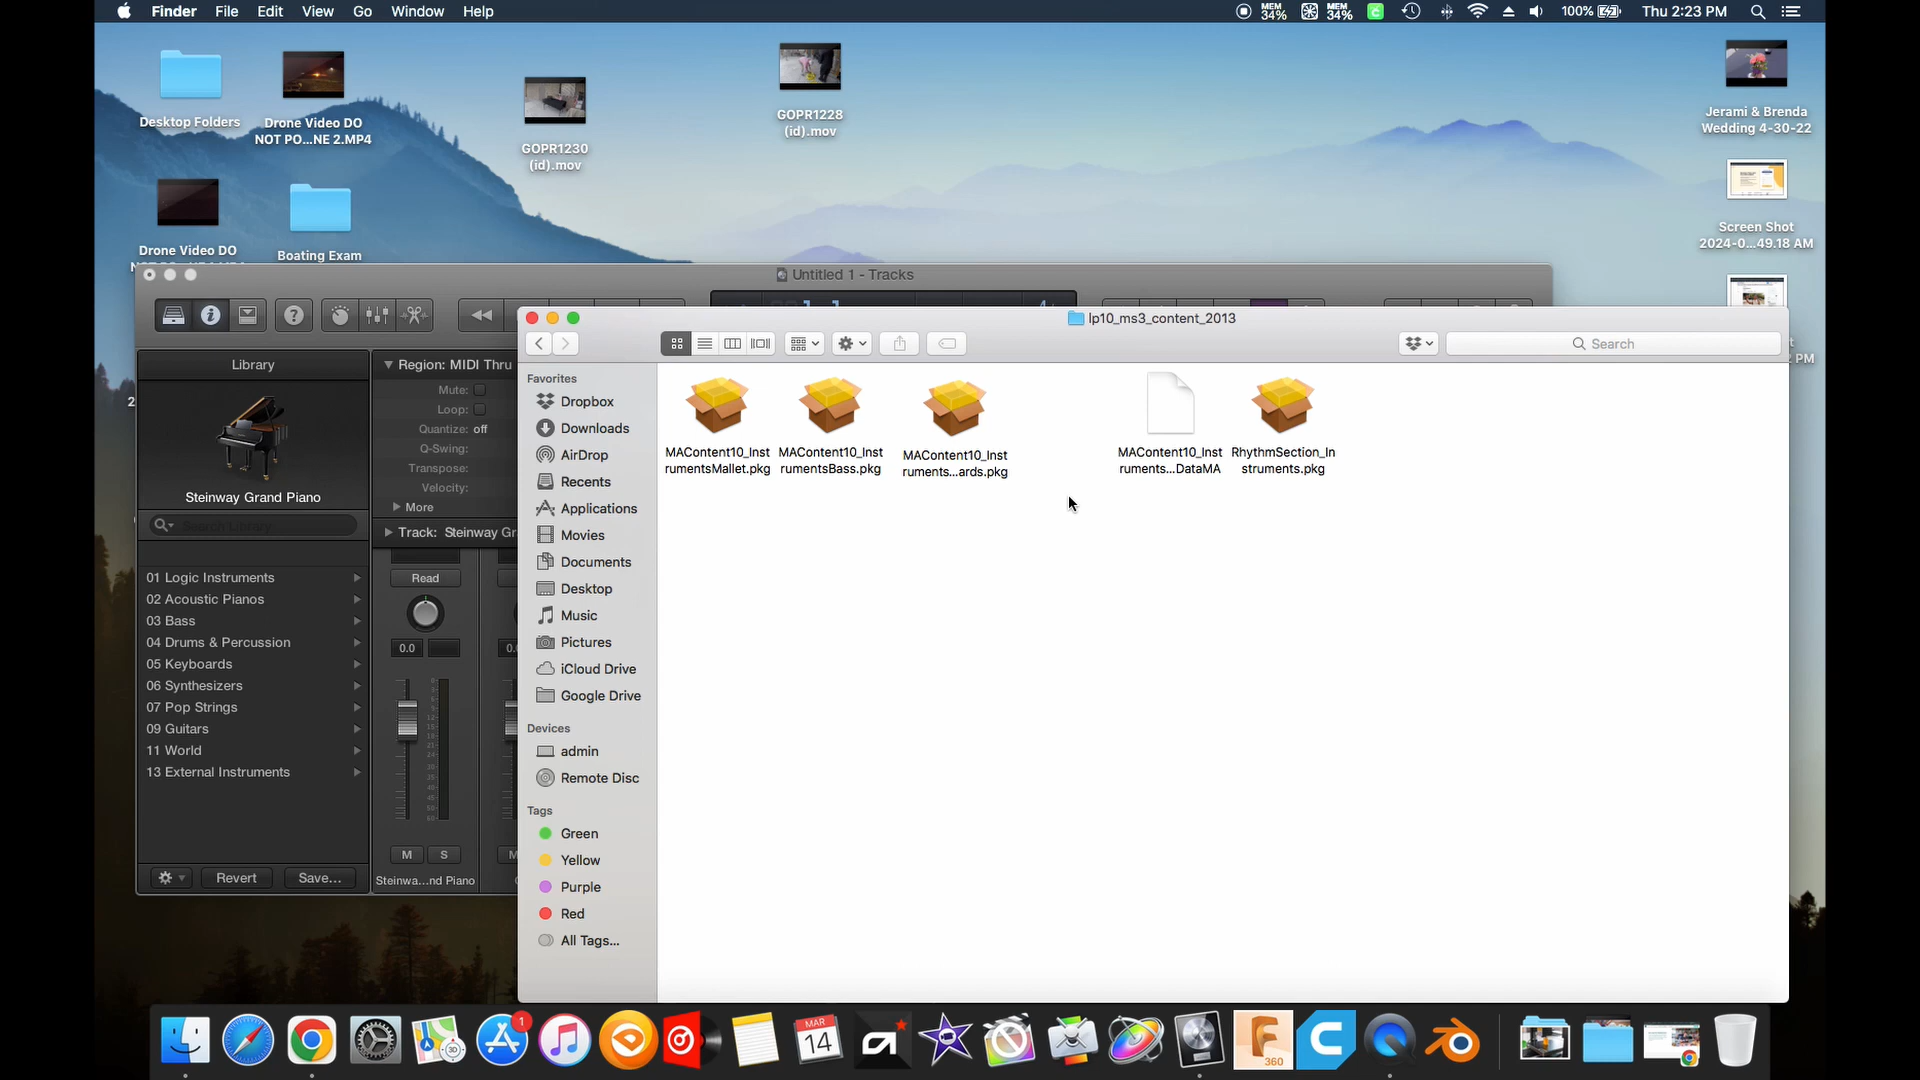 Finder File Edit View Go Window Help
MEM 34% MEM 34% 100% Thu 2:23 PM
Desktop Folders
Drone Video DO
NOT PO...NE 2.MP4
GOPR1230
(id).mov
GOPR1228
(id).mov
Jerami & Brenda
Wedding 4-30-22
Drone Video DO
Boating Exam
Screen Shot
2024-0...49.18 AM
Untitled 1 - Tracks
Library
Steinway Grand Piano
Search Library
01 Logic Instruments
02 Acoustic Pianos
03 Bass
04 Drums & Percussion
05 Keyboards
06 Synthesizers
07 Pop Strings
09 Guitars
11 World
13 External Instruments
Revert Save...
Region: MIDI Thru
Mute:
Loop:
Quantize: off
Q-Swing:
Transpose:
Velocity:
More
Track: Steinway Gr
Read
0.0
M S
Steinwa...nd Piano
lp10_ms3_content_2013
Search
Favorites
Dropbox
Downloads
AirDrop
Recents
Applications
Movies
Documents
Desktop
Music
Pictures
iCloud Drive
Google Drive
Devices
admin
Remote Disc
Tags
Green
Yellow
Purple
Red
All Tags...
MAContent10_Inst
rumentsMallet.pkg
MAContent10_Inst
rumentsBass.pkg
MAContent10_Inst
ruments...ards.pkg
MAContent10_Inst
ruments...DataMA
RhythmSection_In
struments.pkg
PM
1
3D
MAR
14
360